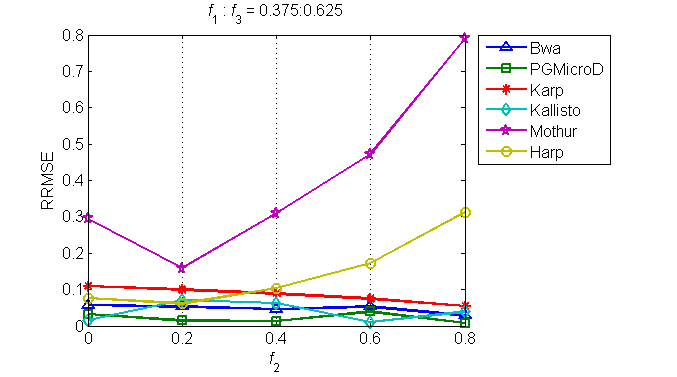 f1 : f3 = 0.375:0.625
0.8
0.7
0.6
0.5
0.4
0.3
0.2
0.1
0
RRMSE
0 0.2 0.4 0.6 0.8
f2
Bwa
PGMicroD
Karp
Kallisto
Mothur
Harp